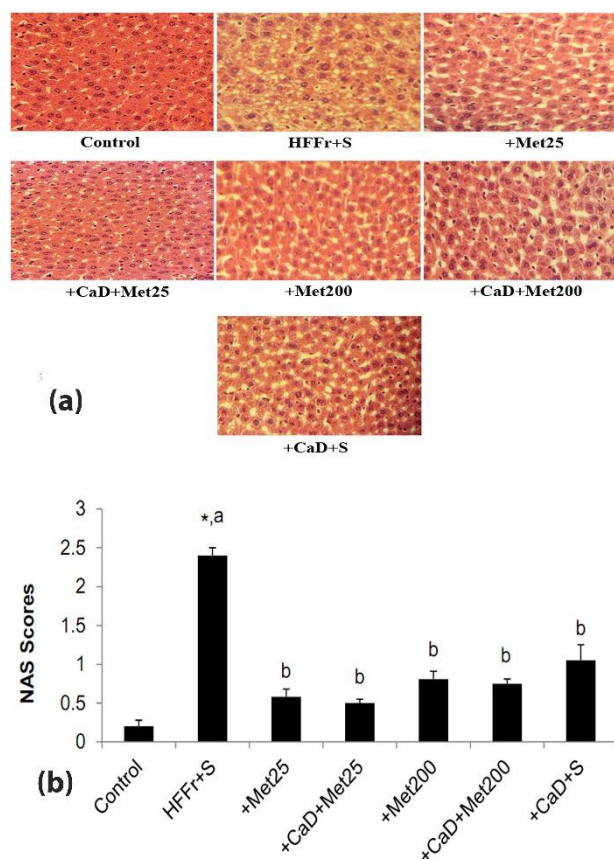 Control HFFr+S +Met25
+CaD+Met25 +Met200 +CaD+Met200
(a)
+CaD+S
3
*,a
2.5
2
NAS Scores
1.5
b
1
b b
b b
0.5
0
(b)
Control HFFr+S +Met25 +CaD+Met25 +Met200 +CaD+Met200 +CaD+S